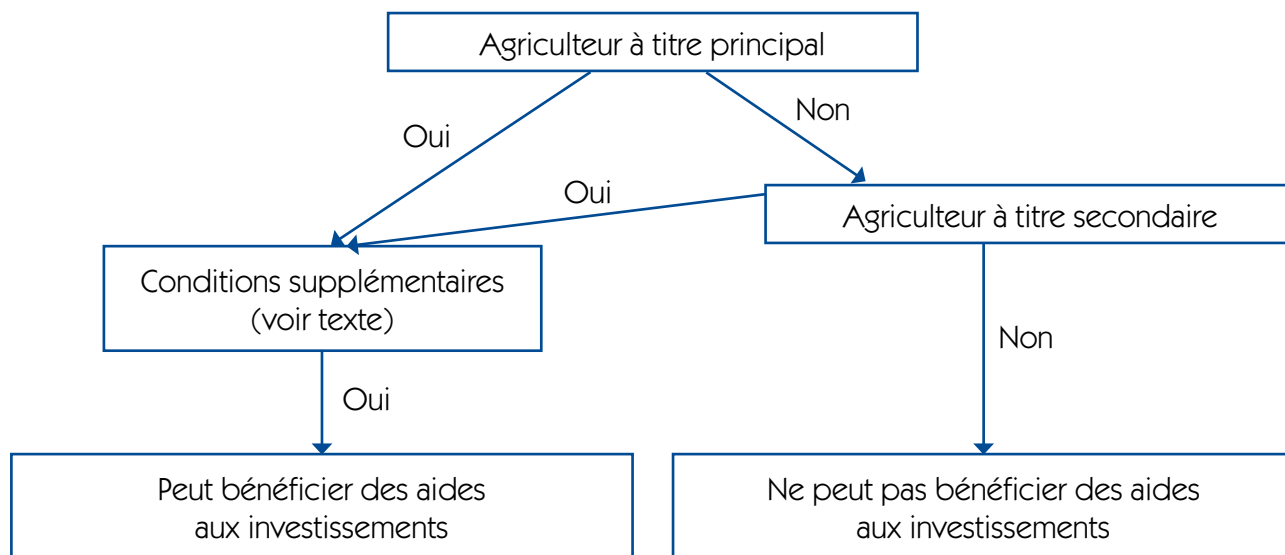 Agriculteur à titre principal
Oui
Non
Oui
Agriculteur à titre secondaire
Conditions supplémentaires
(voir texte)
Non
Oui
Peut bénéficier des aides
aux investissements
Ne peut pas bénéficier des aides
aux investissements